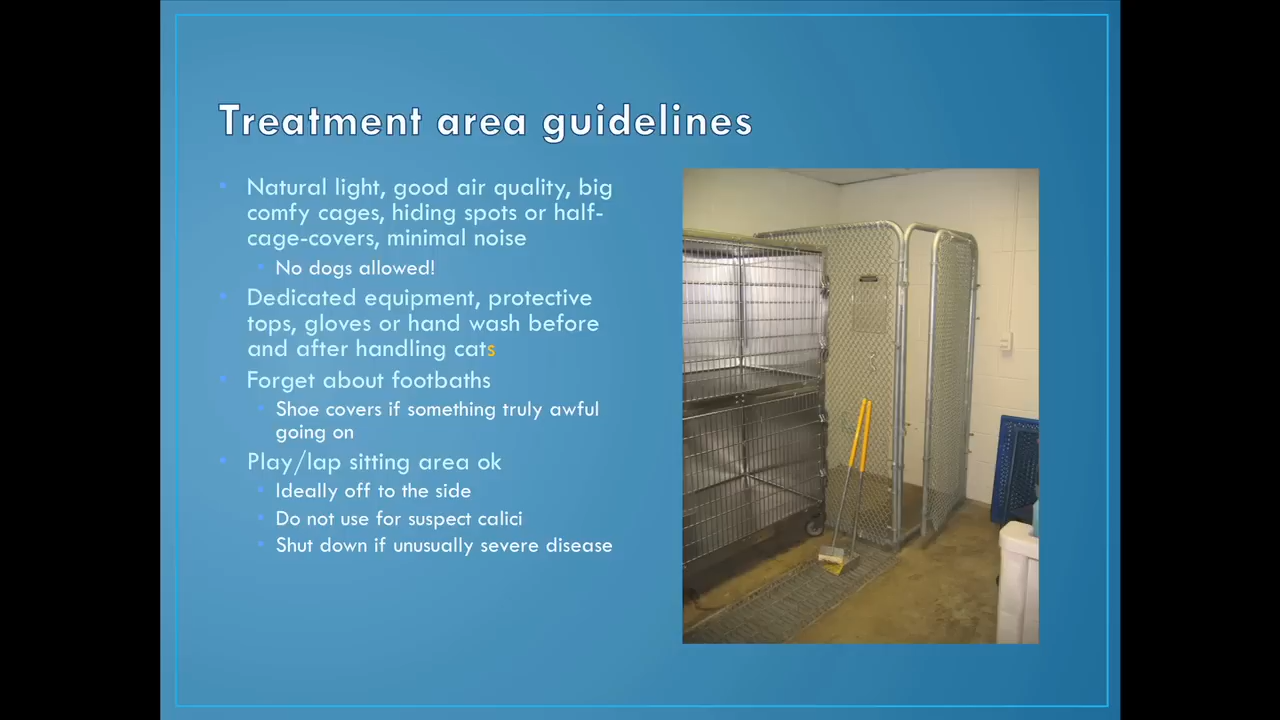 Treatment area guidelines
Natural light, good air quality, big
comfy cages, hiding spots or half-
cage-covers, minimal noise
No dogs allowed!
Dedicated equipment, protective
tops, gloves or hand wash before
and after handling cats
Forget about footbaths
Shoe covers if something truly awful
going on
Play/lap sitting area ok
Ideally off to the side
Do not use for suspect calici
Shut down if unusually severe disease